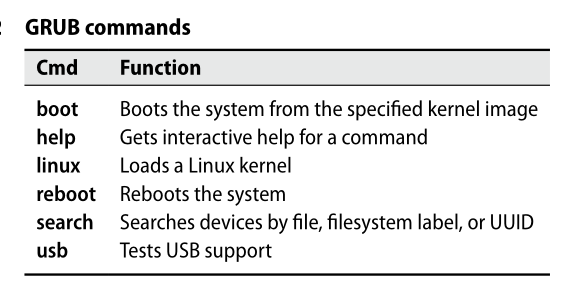 2 GRUB commands
Cmd Function
boot Boots the system from the specified kernel image
help Gets interactive help for a command
linux Loads a Linux kernel
reboot Reboots the system
search Searches devices by file, filesystem label, or UUID
usb Tests USB support